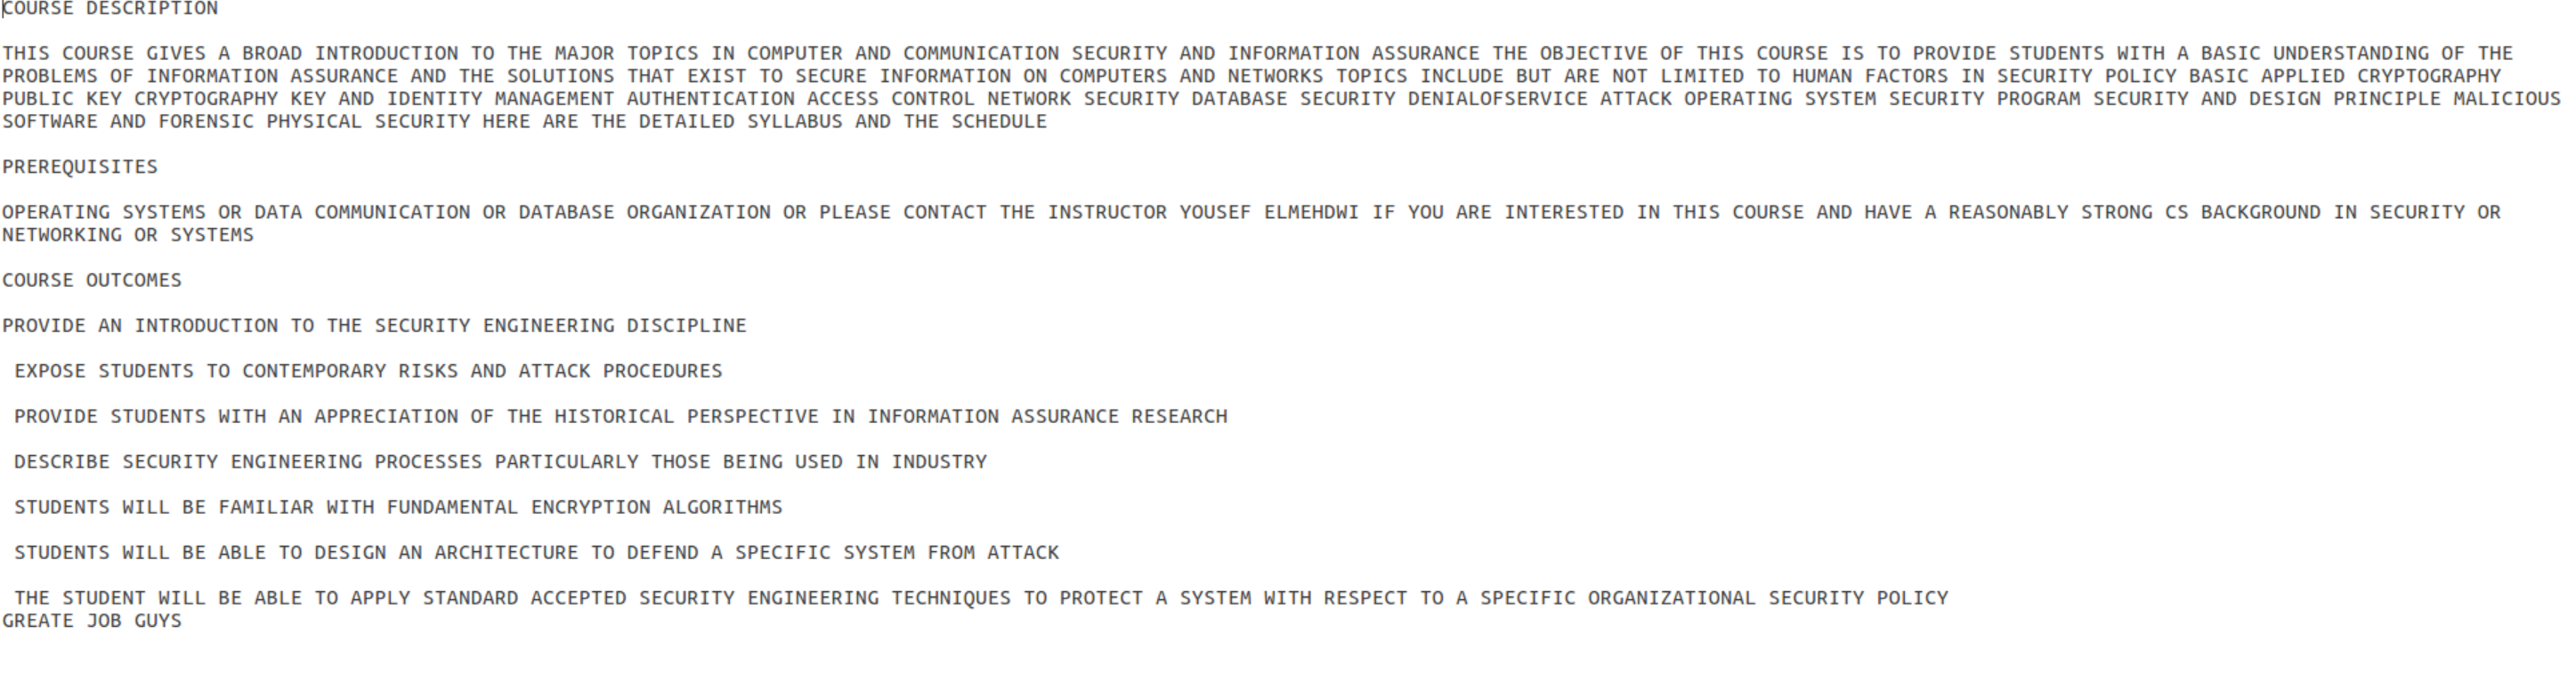 COURSE DESCRIPTION
THIS COURSE GIVES A BROAD INTRODUCTION TO THE MAJOR TOPICS IN COMPUTER AND COMMUNICATION SECURITY AND INFORMATION ASSURANCE THE OBJECTIVE OF THIS COURSE IS TO PROVIDE STUDENTS WITH A BASIC UNDERSTANDING OF THE
PROBLEMS OF INFORMATION ASSURANCE AND THE SOLUTIONS THAT EXIST TO SECURE INFORMATION ON COMPUTERS AND NETWORKS TOPICS INCLUDE BUT ARE NOT LIMITED TO HUMAN FACTORS IN SECURITY POLICY BASIC APPLIED CRYPTOGRAPHY
PUBLIC KEY CRYPTOGRAPHY KEY AND IDENTITY MANAGEMENT AUTHENTICATION ACCESS CONTROL NETWORK SECURITY DATABASE SECURITY DENIALOFSERVICE ATTACK OPERATING SYSTEM SECURITY PROGRAM SECURITY AND DESIGN PRINCIPLE MALICIOUS
SOFTWARE AND FORENSIC PHYSICAL SECURITY HERE ARE THE DETAILED SYLLABUS AND THE SCHEDULE
PREREQUISITES
OPERATING SYSTEMS OR DATA COMMUNICATION OR DATABASE ORGANIZATION OR PLEASE CONTACT THE INSTRUCTOR YOUSEF ELMEHDWI IF YOU ARE INTERESTED IN THIS COURSE AND HAVE A REASONABLY STRONG CS BACKGROUND IN SECURITY OR
NETWORKING OR SYSTEMS
COURSE OUTCOMES
PROVIDE AN INTRODUCTION TO THE SECURITY ENGINEERING DISCIPLINE
EXPOSE STUDENTS TO CONTEMPORARY RISKS AND ATTACK PROCEDURES
PROVIDE STUDENTS WITH AN APPRECIATION OF THE HISTORICAL PERSPECTIVE IN INFORMATION ASSURANCE RESEARCH
DESCRIBE SECURITY ENGINEERING PROCESSES PARTICULARLY THOSE BEING USED IN INDUSTRY
STUDENTS WILL BE FAMILIAR WITH FUNDAMENTAL ENCRYPTION ALGORITHMS
STUDENTS WILL BE ABLE TO DESIGN AN ARCHITECTURE TO DEFEND A SPECIFIC SYSTEM FROM ATTACK
THE STUDENT WILL BE ABLE TO APPLY STANDARD ACCEPTED SECURITY ENGINEERING TECHNIQUES TO PROTECT A SYSTEM WITH RESPECT TO A SPECIFIC ORGANIZATIONAL SECURITY POLICY
GREATE JOB GUYS